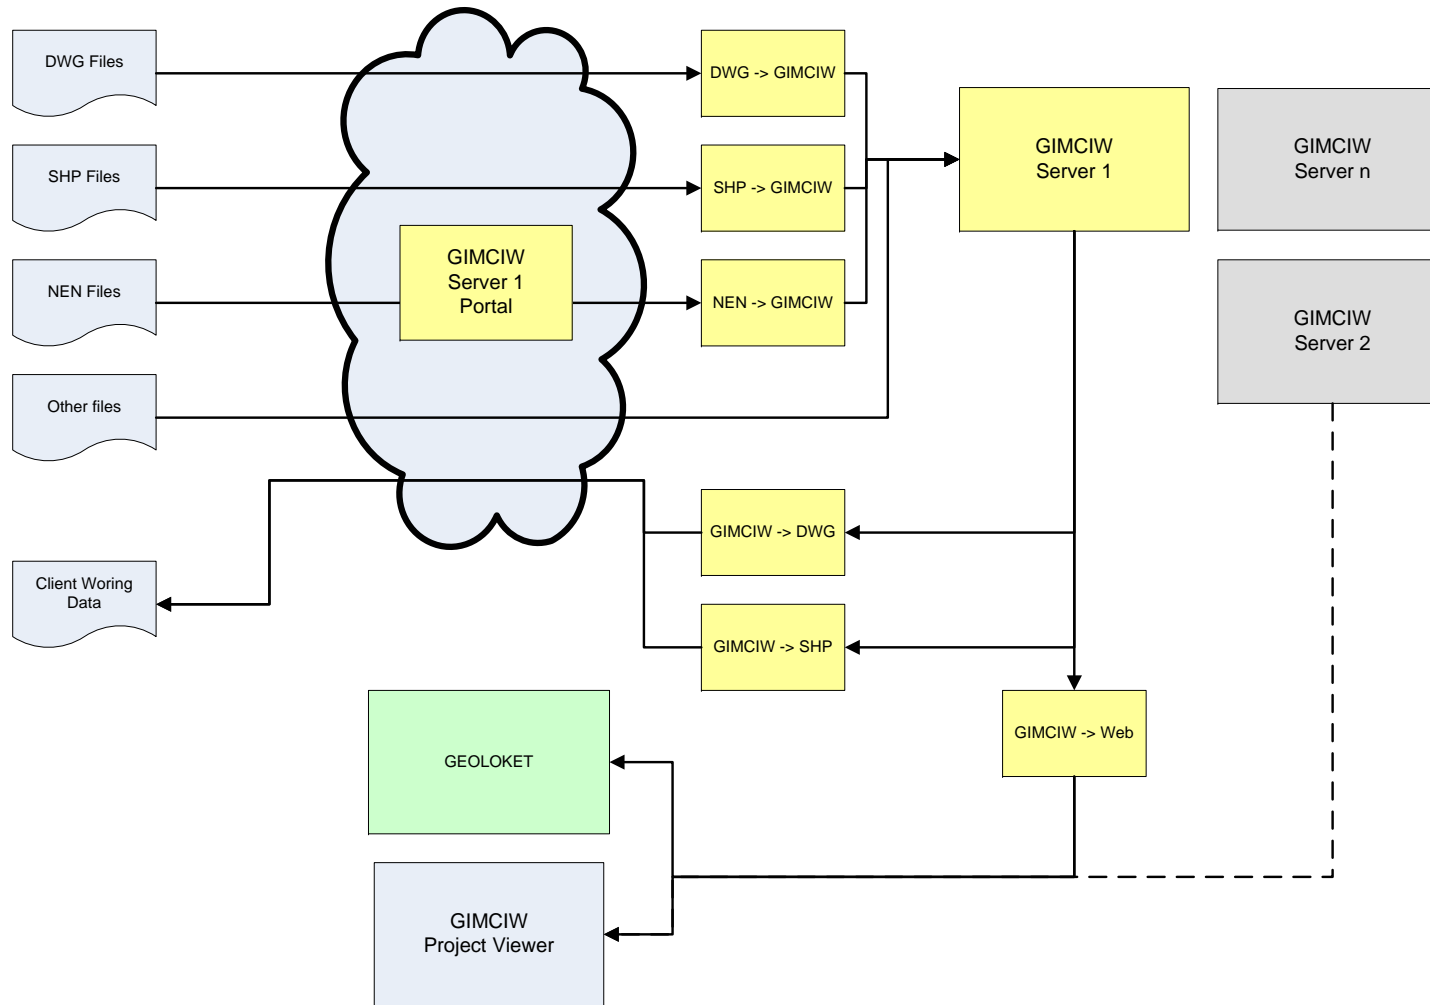 DWG Files
DWG -> GIMCIW
GIMCIW
Server 1
GIMCIW
Server n
SHP Files
SHP -> GIMCIW
GIMCIW
Server 1
Portal
NEN Files
NEN -> GIMCIW
GIMCIW
Server 2
Other files
GIMCIW -> DWG
Client Woring
Data
GIMCIW -> SHP
GIMCIW -> Web
GEOLOKET
GIMCIW
Project Viewer